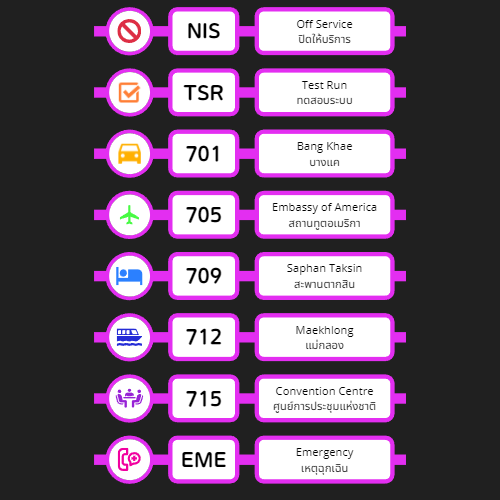 NIS
Off Service
ปิดให้บริการ
TSR
Test Run
ทดสอบระบบ
701
Bang Khae
บางแค
705
Embassy of America
สถานทูตอเมริกา
709
Saphan Taksin
สะพานตากสิน
712
Maekhlong
แม่กลอง
715
Convention Centre
ศูนย์การประชุมแห่งชาติ
EME
Emergency
เหตุฉุกเฉิน